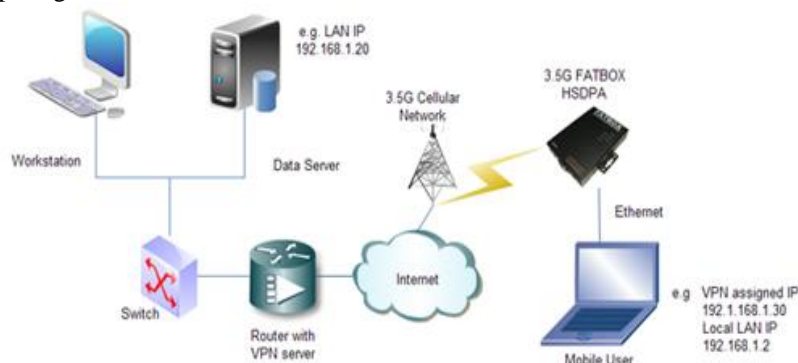 e.g. LAN IP
192.168.1.20
3.5G FATBOX
HSDPA
3.5G Cellular
Network
Workstation
Data Server
Ethernet
Internet
Switch
Router with
VPN server
e.g VPN assigned IP
192.1.168.1.30
Local LAN IP
192.168.1.2
Mobile User